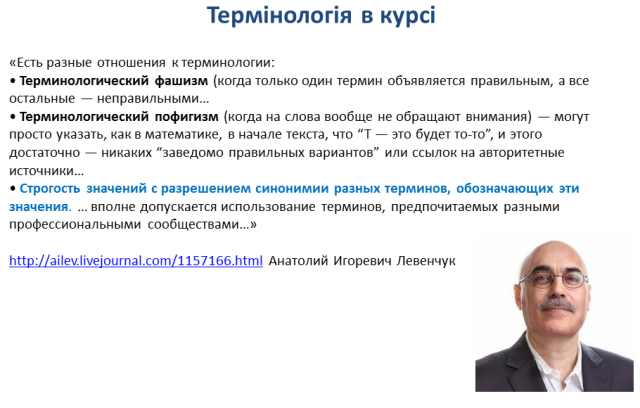 Термінологія в курсі
«Есть разные отношения к терминологии:
• Терминологический фашизм (когда только один термин объявляется правильным, а все
остальные — неправильными...
• Терминологический пофигизм (когда на слова вообще не обращают внимания) — могут
просто указать, как в математике, в начале текста, что “Т — это будет то-то”, и этого
достаточно — никаких “заведомо правильных вариантов” или ссылок на авторитетные
источники...
• Строгость значений с разрешением синонимии разных терминов, обозначающих эти
значения. ... вполне допускается использование терминов, предпочитаемых разными
профессиональными сообществами...»
http://ailev.livejournal.com/1157166.html Анатолий Игоревич Левенчук